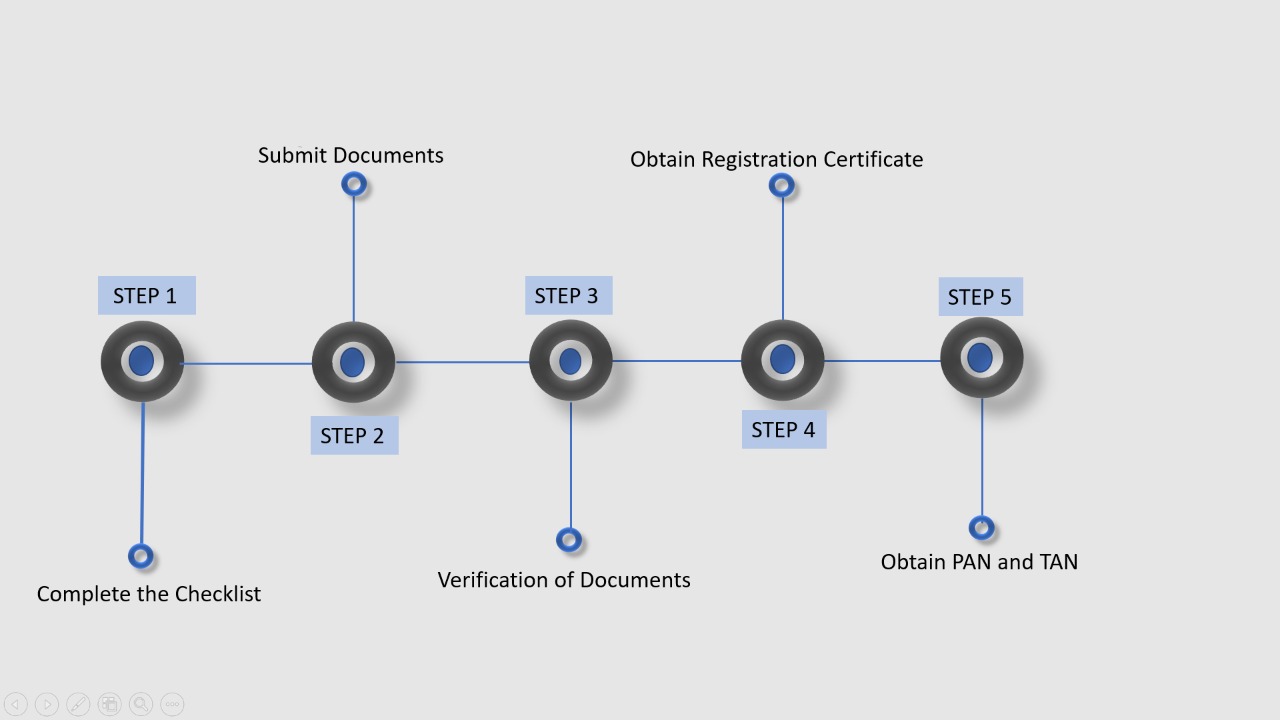 Submit Documents
Obtain Registration Certificate
STEP 1
STEP 3
STEP 5
STEP 2
STEP 4
Obtain PAN and TAN
Verification of Documents
Complete the Checklist